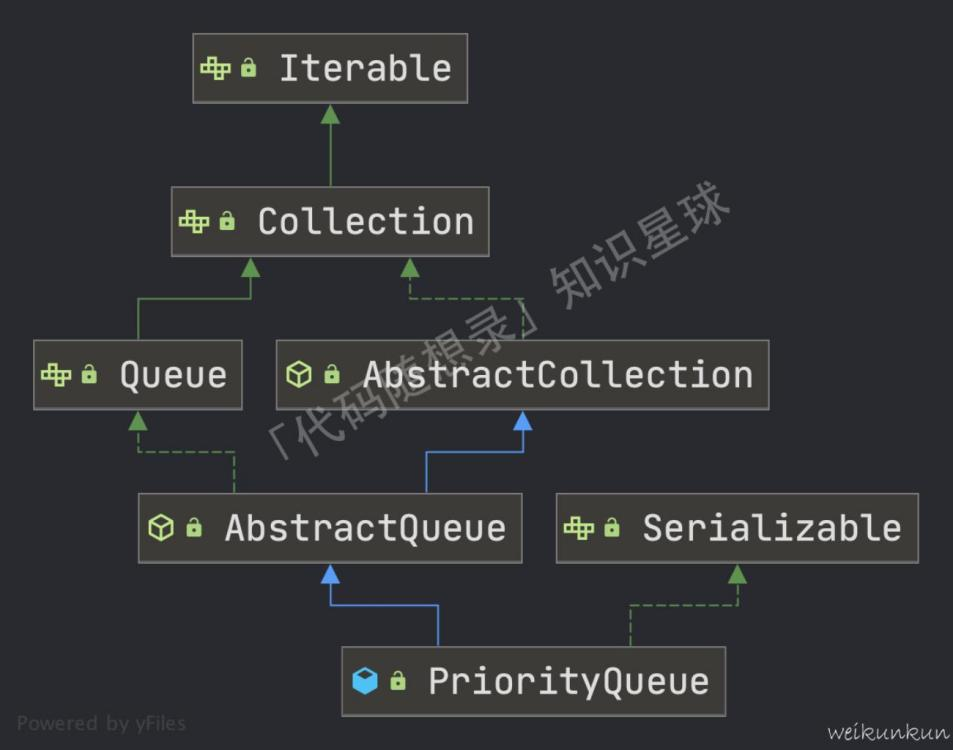 Iterable
Collection
「代码随想录」知识星球
Queue
AbstractCollection
AbstractQueue
Serializable
PriorityQueue
Powered by yFiles
weikunkun